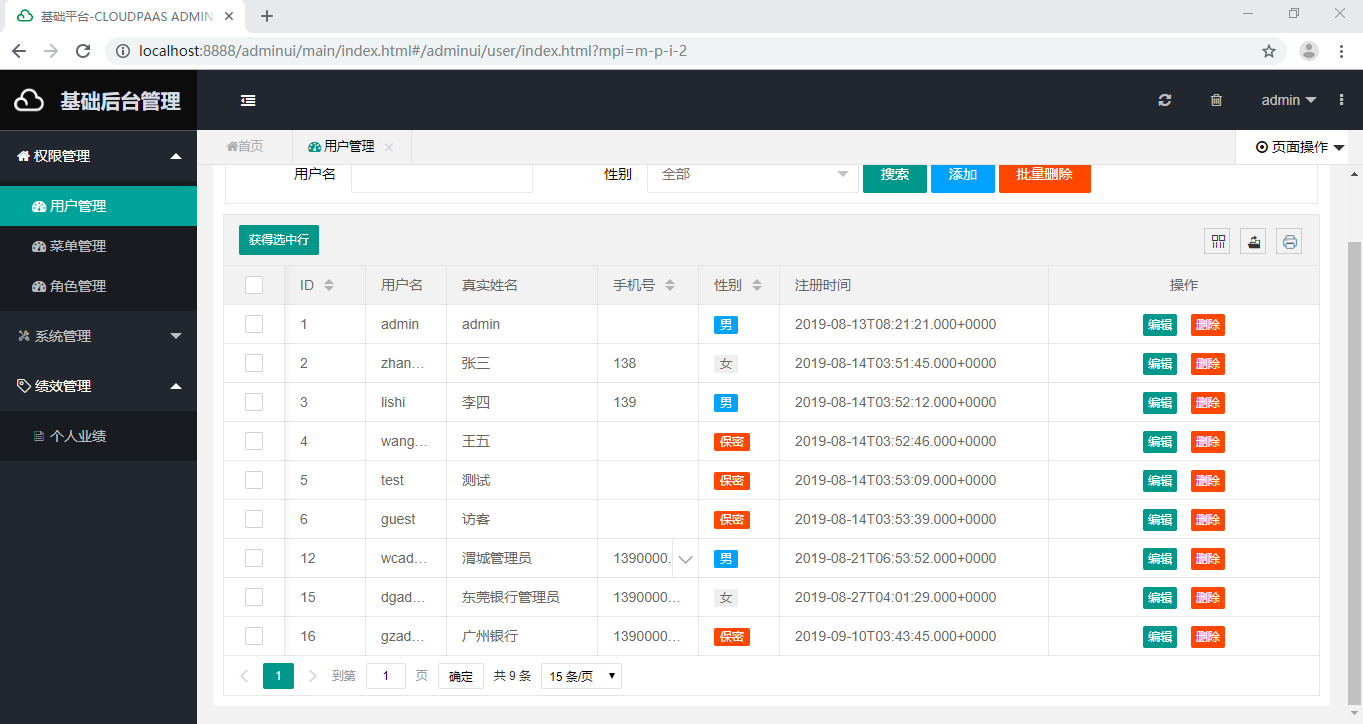 基础平台-CLOUDPAAS ADMIN
localhost:8888/adminui/main/index.html#/adminui/user/index.html?mpi=m-p-i-2
基础后台管理
admin
首页 用户管理 页面操作
权限管理
用户管理
菜单管理
角色管理
系统管理
绩效管理
个人业绩
用户名 性别 全部 搜索 添加 批量删除
获得选中行
ID 用户名 真实姓名 手机号 性别 注册时间 操作
1 admin admin 男 2019-08-13T08:21:21.000+0000 编辑 删除
2 zhan... 张三 138 女 2019-08-14T03:51:45.000+0000 编辑 删除
3 lishi 李四 139 男 2019-08-14T03:52:12.000+0000 编辑 删除
4 wang... 王五 保密 2019-08-14T03:52:46.000+0000 编辑 删除
5 test 测试 保密 2019-08-14T03:53:09.000+0000 编辑 删除
6 guest 访客 保密 2019-08-14T03:53:39.000+0000 编辑 删除
12 wcad... 渭城管理员 1390000. 男 2019-08-21T06:53:52.000+0000 编辑 删除
15 dgad... 东莞银行管理员 1390000... 女 2019-08-27T04:01:29.000+0000 编辑 删除
16 gzad... 广州银行 1390000... 保密 2019-09-10T03:43:45.000+0000 编辑 删除
1 到第 1 页 确定 共 9 条 15 条/页